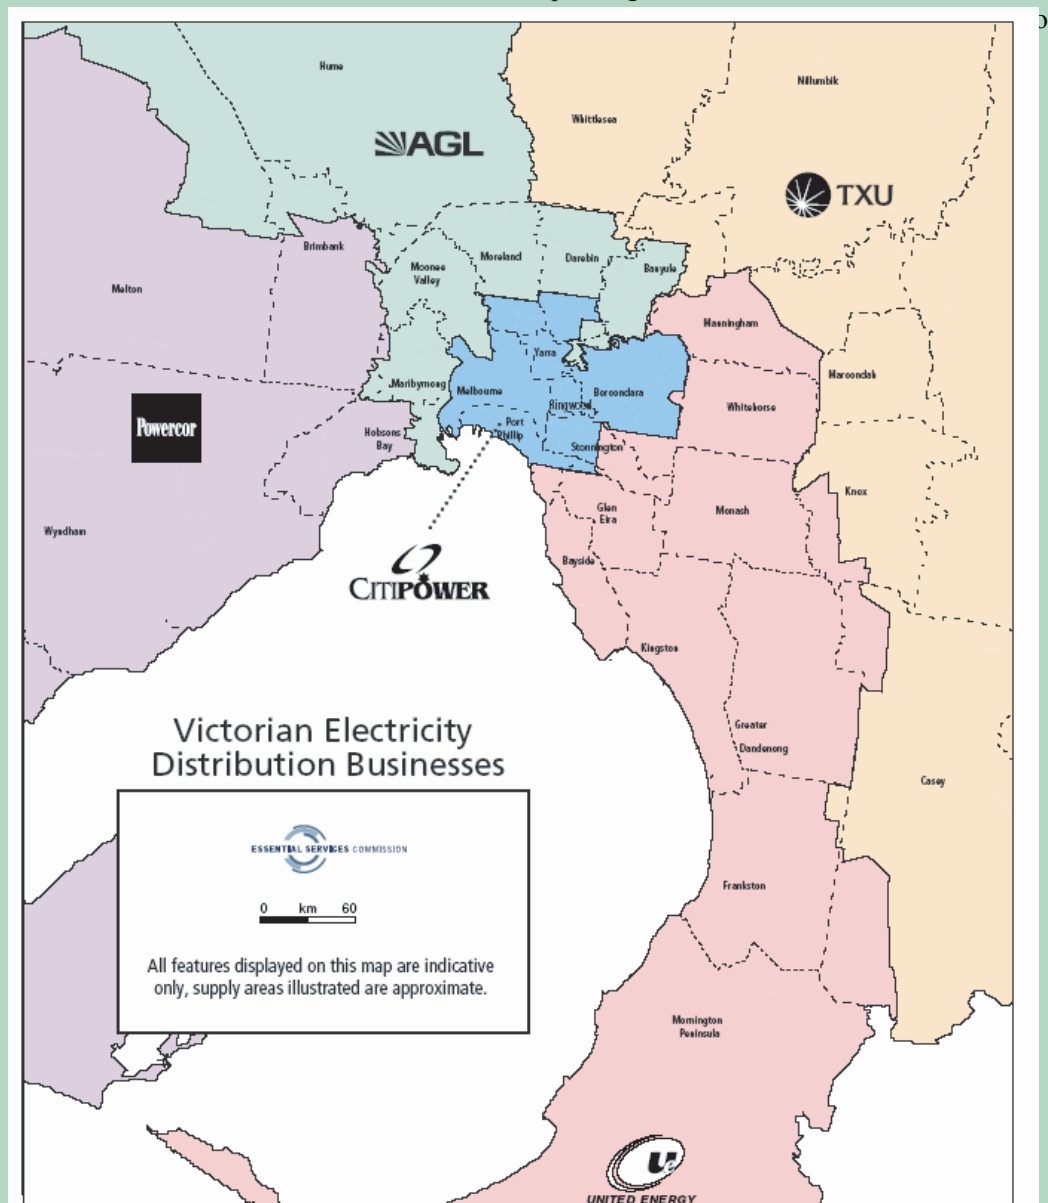 Hume
Nillumbik
Whittlesea
AGL
TXU
Brimbank
Moreland
Darebin
Banyule
Moonee
Valley
Melton
Manningham
Yarra
Maroondah
Maribyrnong
Melbourne
Boroondara
Ringwood
Whitehorse
Powercor
Port
Phillip
Hobsons
Bay
Stonnington
Knox
Glen
Eira
Monash
Wyndham
Bayside
CITIPOWER
Kingston
Victorian Electricity
Distribution Businesses
Greater
Dandenong
Casey
ESSENTIAL SERVICES COMMISSION
0 km 60
Frankston
All features displayed on this map are indicative
only, supply areas illustrated are approximate.
Mornington
Peninsula
ue
UNITED ENERGY